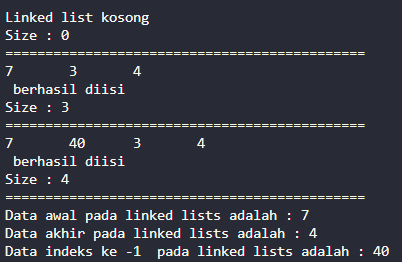 Linked list kosong
Size : 0
=============================================
7       3       4
 berhasil diisi
Size : 3
=============================================
7       40      3       4
 berhasil diisi
Size : 4
=============================================
Data awal pada linked lists adalah : 7
Data akhir pada linked lists adalah : 4
Data indeks ke -1  pada linked lists adalah : 40